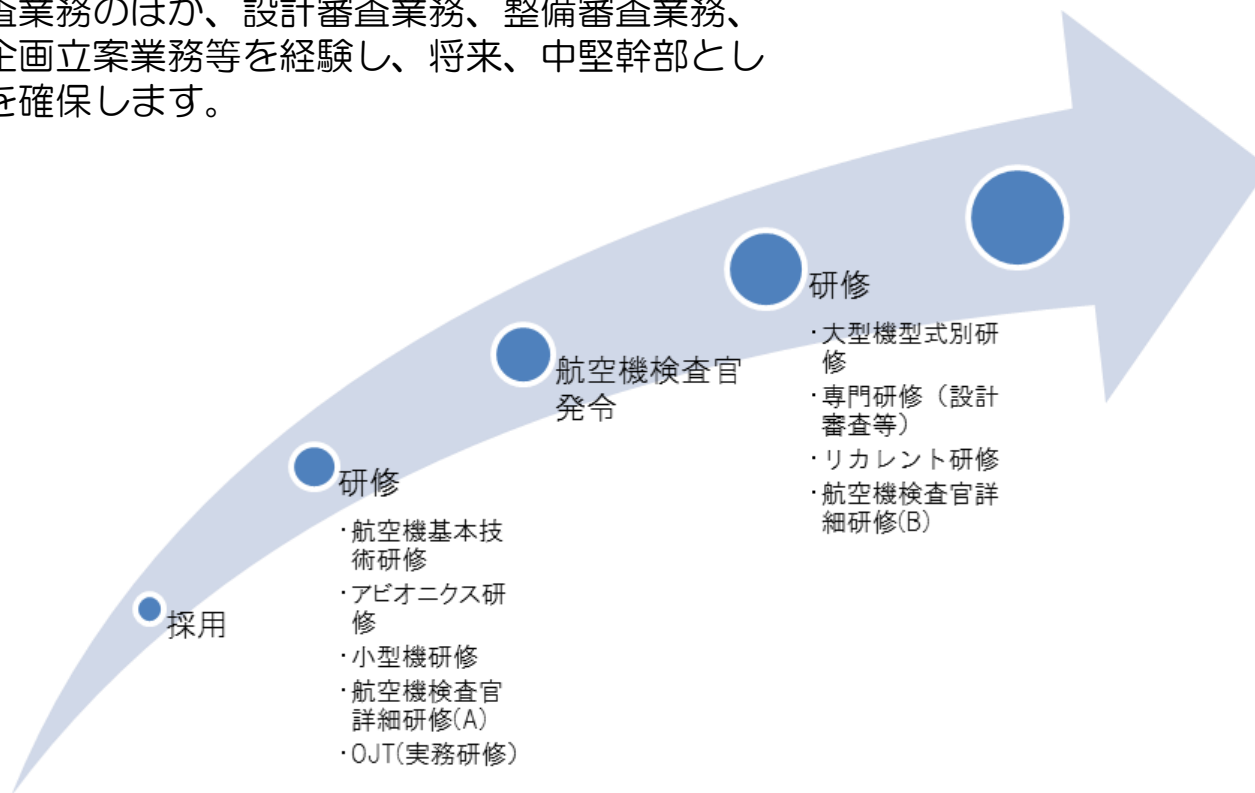 査業務のほか、設計審査業務、整備審査業務、
企画立案業務等を経験し、将来、中堅幹部とし
を確保します。
採用
研修
・航空機基本技
術研修
・アビオニクス研
修
・小型機研修
・航空機検査官
詳細研修(A)
・OJT(実務研修)
航空機検査官
発令
研修
・大型機型式別研
修
・専門研修（設計
審査等）
・リカレント研修
・航空機検査官詳
細研修(B)